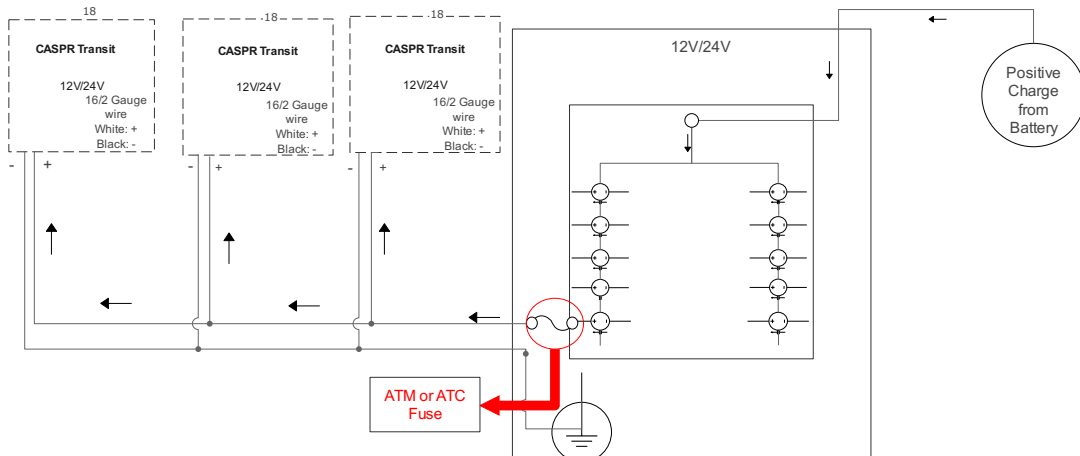 18
CASPR Transit
12V/24V
16/2 Gauge
wire
White: +
Black: -
- +
18
CASPR Transit
12V/24V
16/2 Gauge
wire
White: +
Black: -
- +
18
CASPR Transit
12V/24V
16/2 Gauge
wire
White: +
Black: -
- +
12V/24V
Positive
Charge
from
Battery
ATM or ATC
Fuse